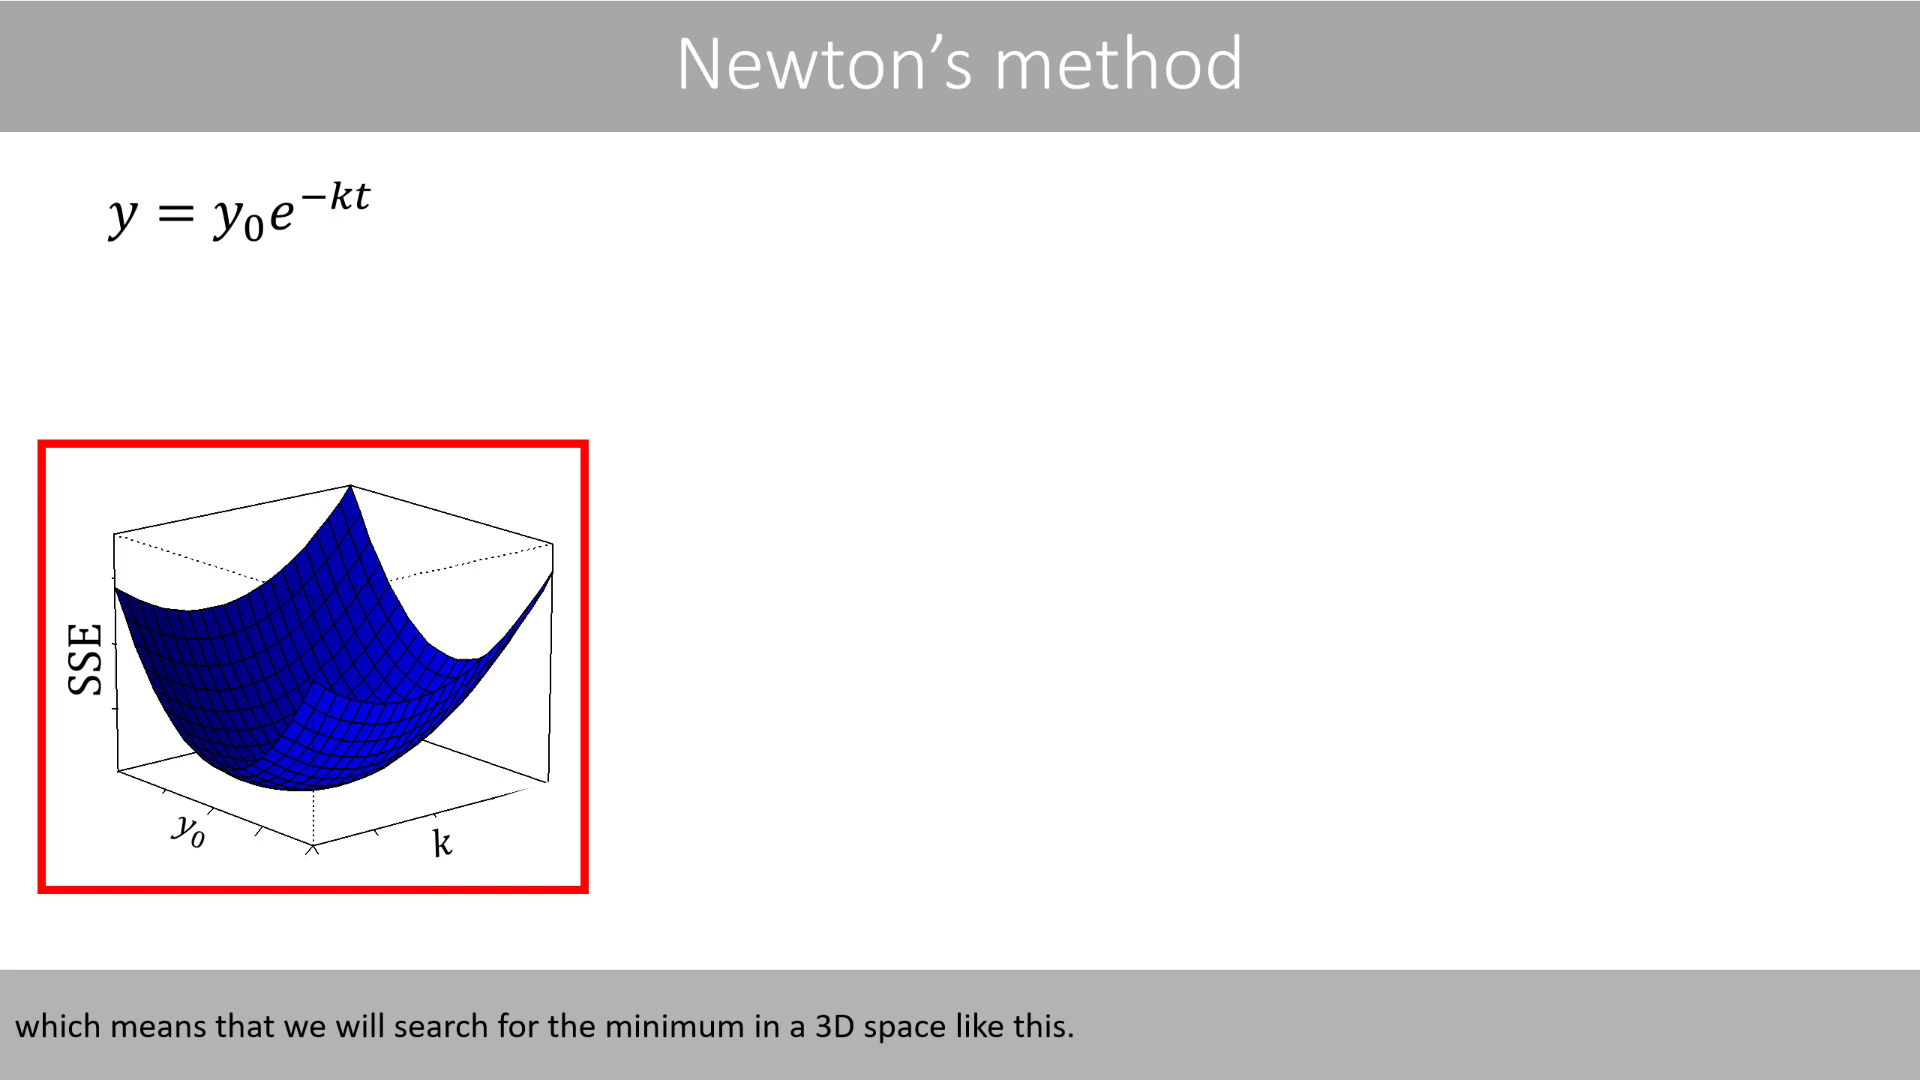 Newton’s method
y = y₀e^{−kt}
SSE
y₀
k
which means that we will search for the minimum in a 3D space like this.